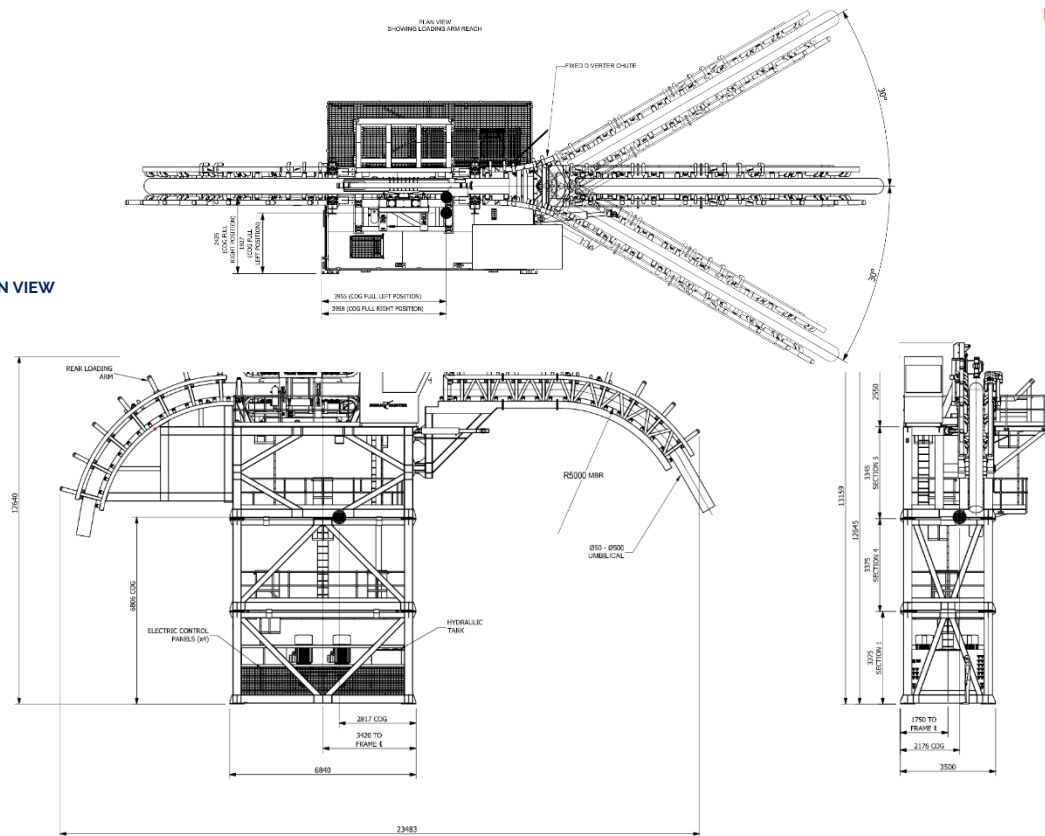 PLAN VIEW
SHOWING LOADING ARM REACH
FIXED D VERTER CHUTE
30°
30°
2425
(COG FULL
RIGHT POSITION)
1927
(COG FULL
LEFT POSITION)
3955 (COG FULL LEFT POSITION)
3958 (COG FULL RIGHT POSITION)
N VIEW
REAR LOADING
ARM
12640
R5000 MBR
Ø50 - Ø500
UMBILICAL
6806 COG
ELECTRIC CONTROL
PANELS (x4)
HYDRAULIC
TANK
2817 COG
3420 TO
FRAME ℄
6840
23483
2550
3345
SECTION 5
3375
SECTION 4
3375
SECTION 1
13159
12645
1750 TO
FRAME ℄
2176 COG
3500